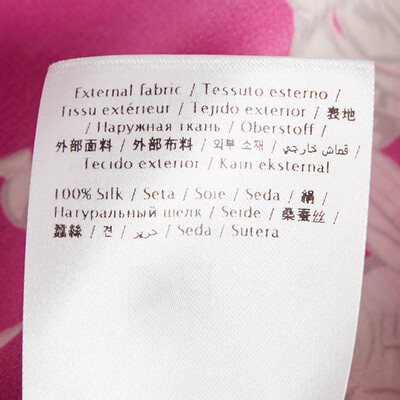 External fabric / Tessuto esterno /
Tissu extérieur / Tejido exterior / 表地
/ Наружная ткань / Oberstoff /
外部面料 / 外部布料 / 외부 소재 / قماش خارجي /
Tecido exterior / Kain eksternal
100% Silk / Seta / Soie / Seda / 絹 /
Натуральный шелк / Seide / 桑蚕丝 /
蠶絲 / 견 / حرير / Seda / Sutera